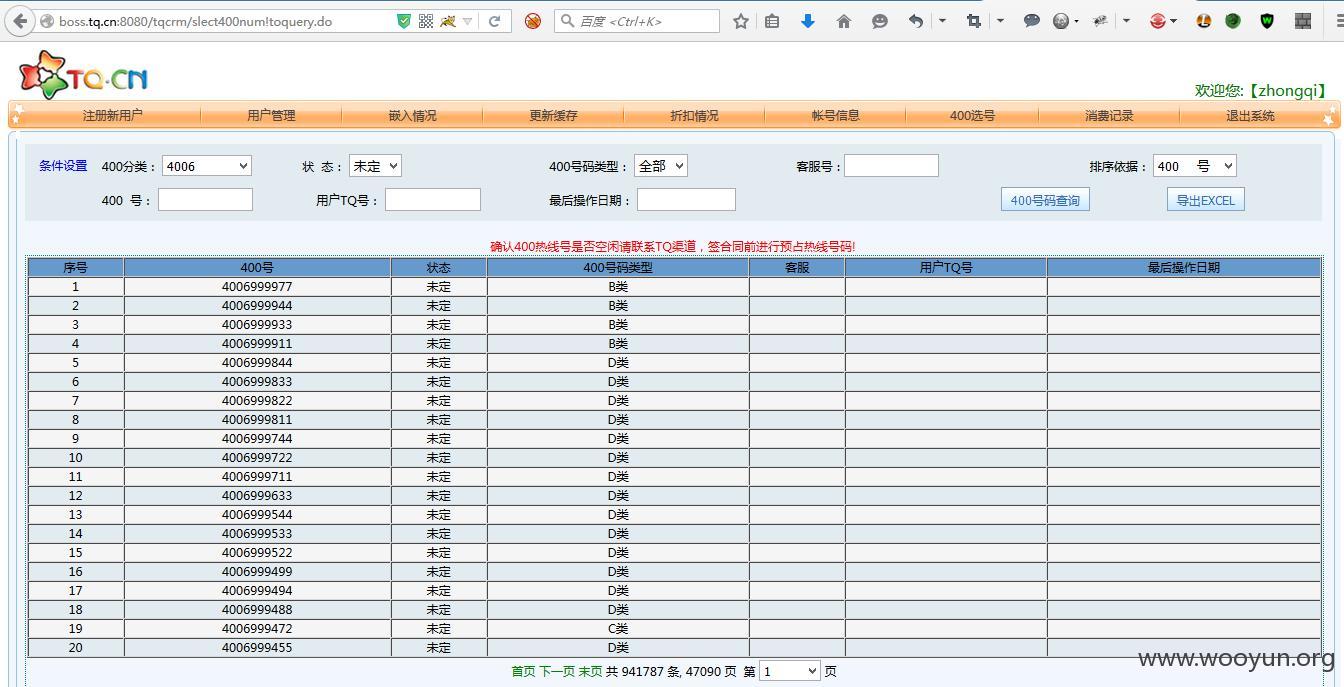 boss.tq.cn:8080/tqcrm/slect400num!toquery.do
百度 <Ctrl+K>
TQ·CN
欢迎您:【zhongqi】
注册新用户 用户管理 嵌入情况 更新缓存 折扣情况 帐号信息 400选号 消费记录 退出系统
条件设置 400分类： 4006 状 态： 未定 400号码类型： 全部 客服号： 排序依据： 400 号
400 号： 用户TQ号： 最后操作日期： 400号码查询 导出EXCEL
确认400热线号是否空闲请联系TQ渠道，签合同前进行预占热线号码!
序号 400号 状态 400号码类型 客服 用户TQ号 最后操作日期
1 4006999977 未定 B类
2 4006999944 未定 B类
3 4006999933 未定 B类
4 4006999911 未定 B类
5 4006999844 未定 D类
6 4006999833 未定 D类
7 4006999822 未定 D类
8 4006999811 未定 D类
9 4006999744 未定 D类
10 4006999722 未定 D类
11 4006999711 未定 D类
12 4006999633 未定 D类
13 4006999544 未定 D类
14 4006999533 未定 D类
15 4006999522 未定 D类
16 4006999499 未定 D类
17 4006999494 未定 D类
18 4006999488 未定 D类
19 4006999472 未定 C类
20 4006999455 未定 D类
首页 下一页 末页 共 941787 条, 47090 页 第 1 页
www.wooyun.org